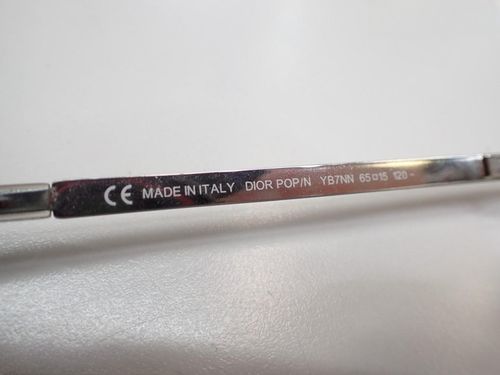 CE MADE IN ITALY DIOR POP/N YB7NN 65□15 120 -